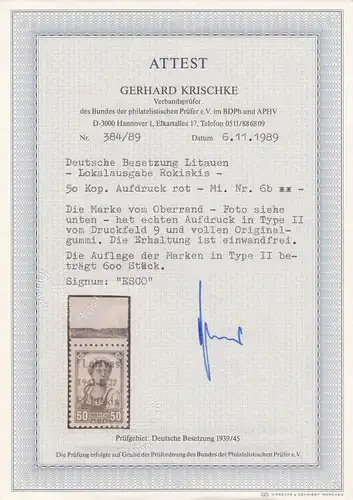 ATTEST
GERHARD KRISCHKE
Verbandsprüfer
des Bundes der philatelistischen Prüfer e.V. im BDPh und APHV
D-3000 Hannover 1, Elkartallee 17, Telefon 0511/886809
Nr. 384/89 Datum 6.11.1989
Deutsche Besetzung Litauen
- Lokalausgabe Rokiskis -
50 Kop. Aufdruck rot - Mi. Nr. 6b **-
Die Marke vom Oberrand - Foto siehe
unten - hat echten Aufdruck in Type II
vom Druckfeld 9 und vollen Original-
gummi. Die Erhaltung ist einwandfrei.
Die Auflage der Marken in Type II be-
trägt 600 Stück.
Signum: "ESCO"
50 50
Prüfgebiet: Deutsche Besetzung 1939/45
Die Prüfung erfolgte auf Grund der Prüferordnung des Bundes der Philatelistischen Prüfer e.V.